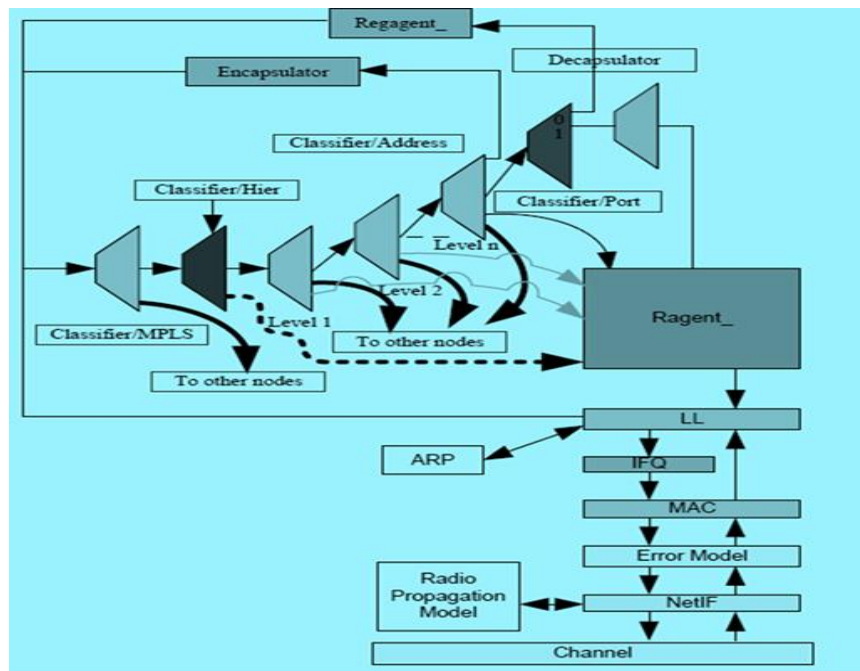 Regagent_
Encapsulator
Decapsulator
0
1
Classifier/Address
Classifier/Hier
Classifier/Port
Level n
Level 2
Level 1
Ragent_
Classifier/MPLS
To other nodes
To other nodes
LL
ARP
IFQ
MAC
Error Model
Radio
Propagation
Model
NetIF
Channel